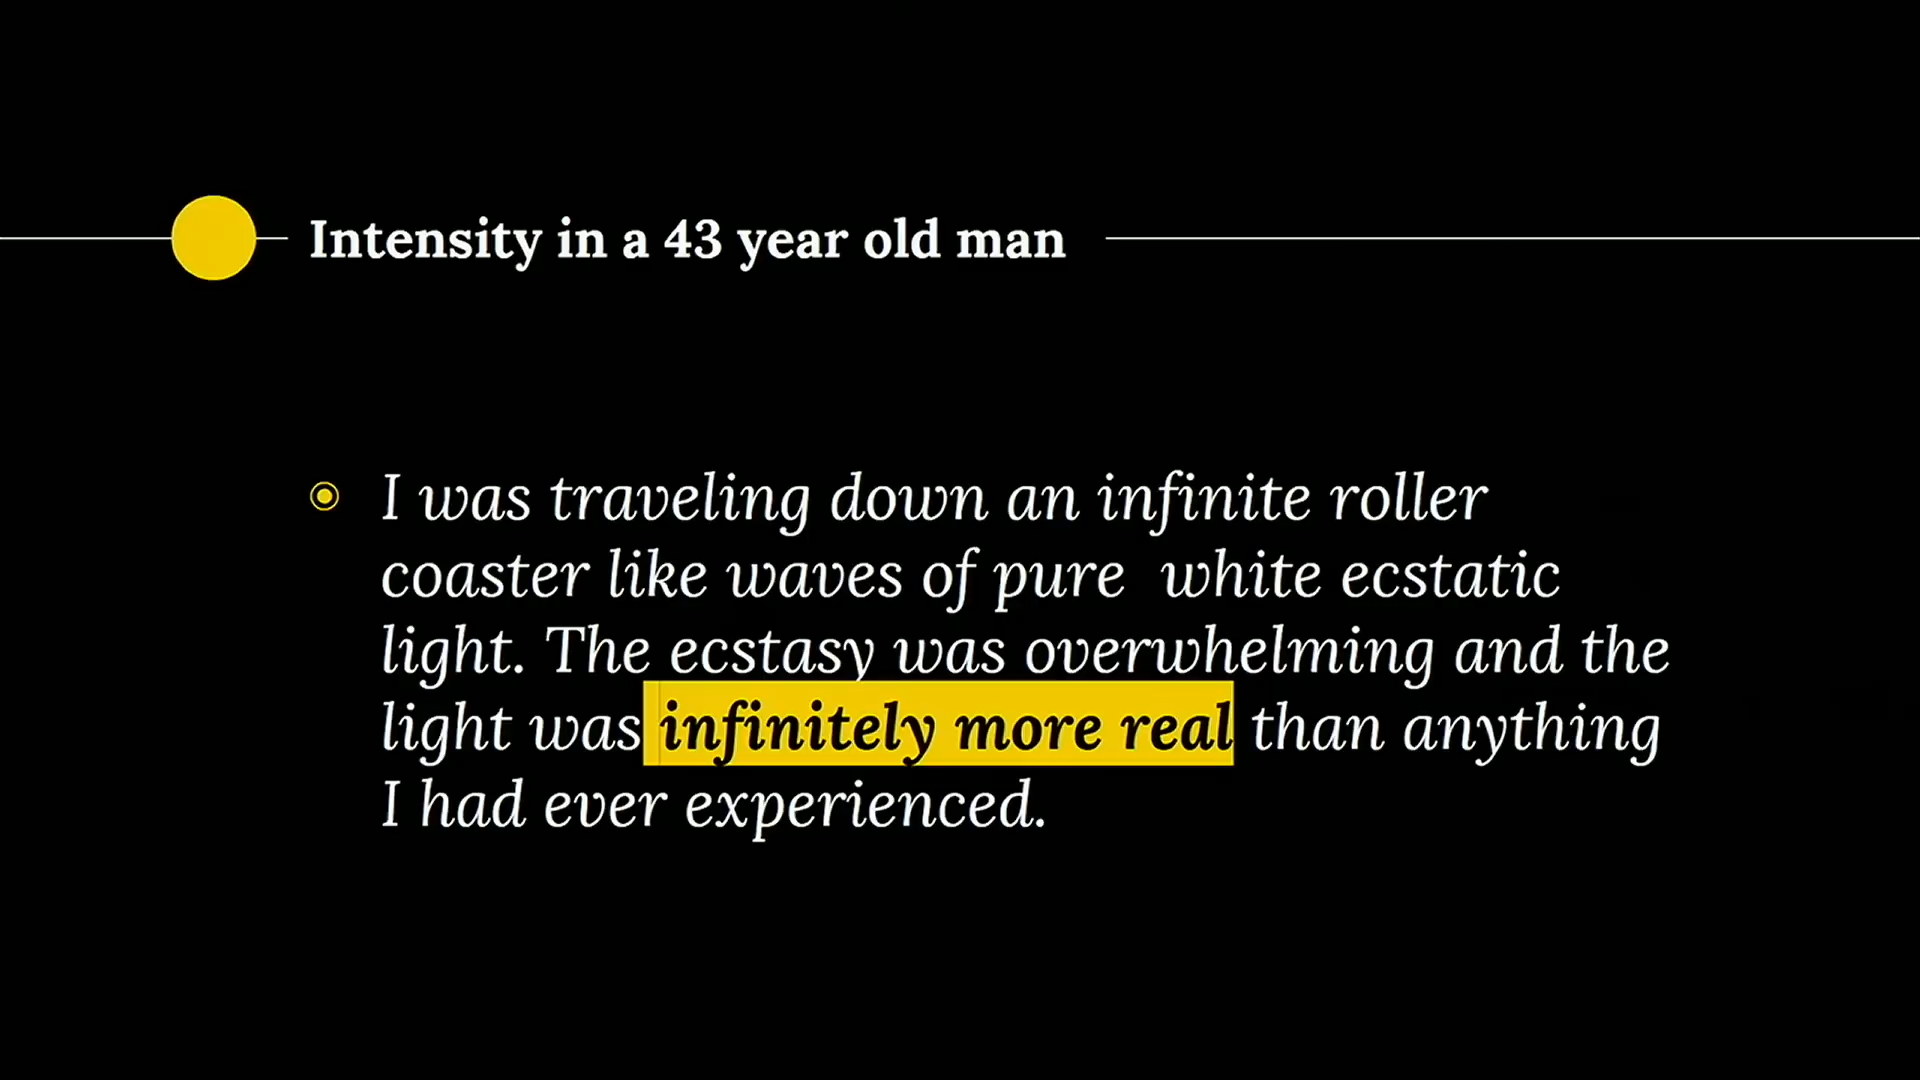 Intensity in a 43 year old man
I was traveling down an infinite roller
coaster like waves of pure  white ecstatic
light. The ecstasy was overwhelming and the
light was infinitely more real than anything
I had ever experienced.